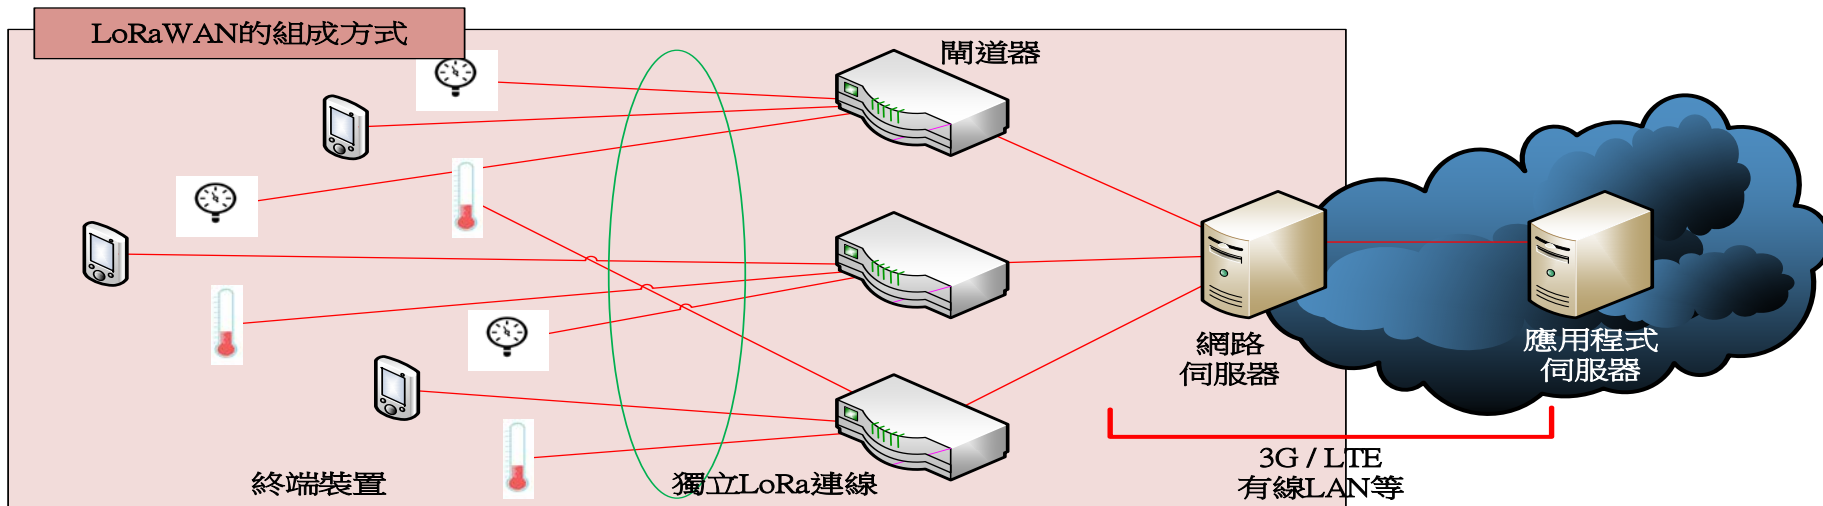 LoRaWAN的組成方式
閘道器
網路
伺服器
應用程式
伺服器
終端裝置
獨立LoRa連線
3G / LTE
有線LAN等